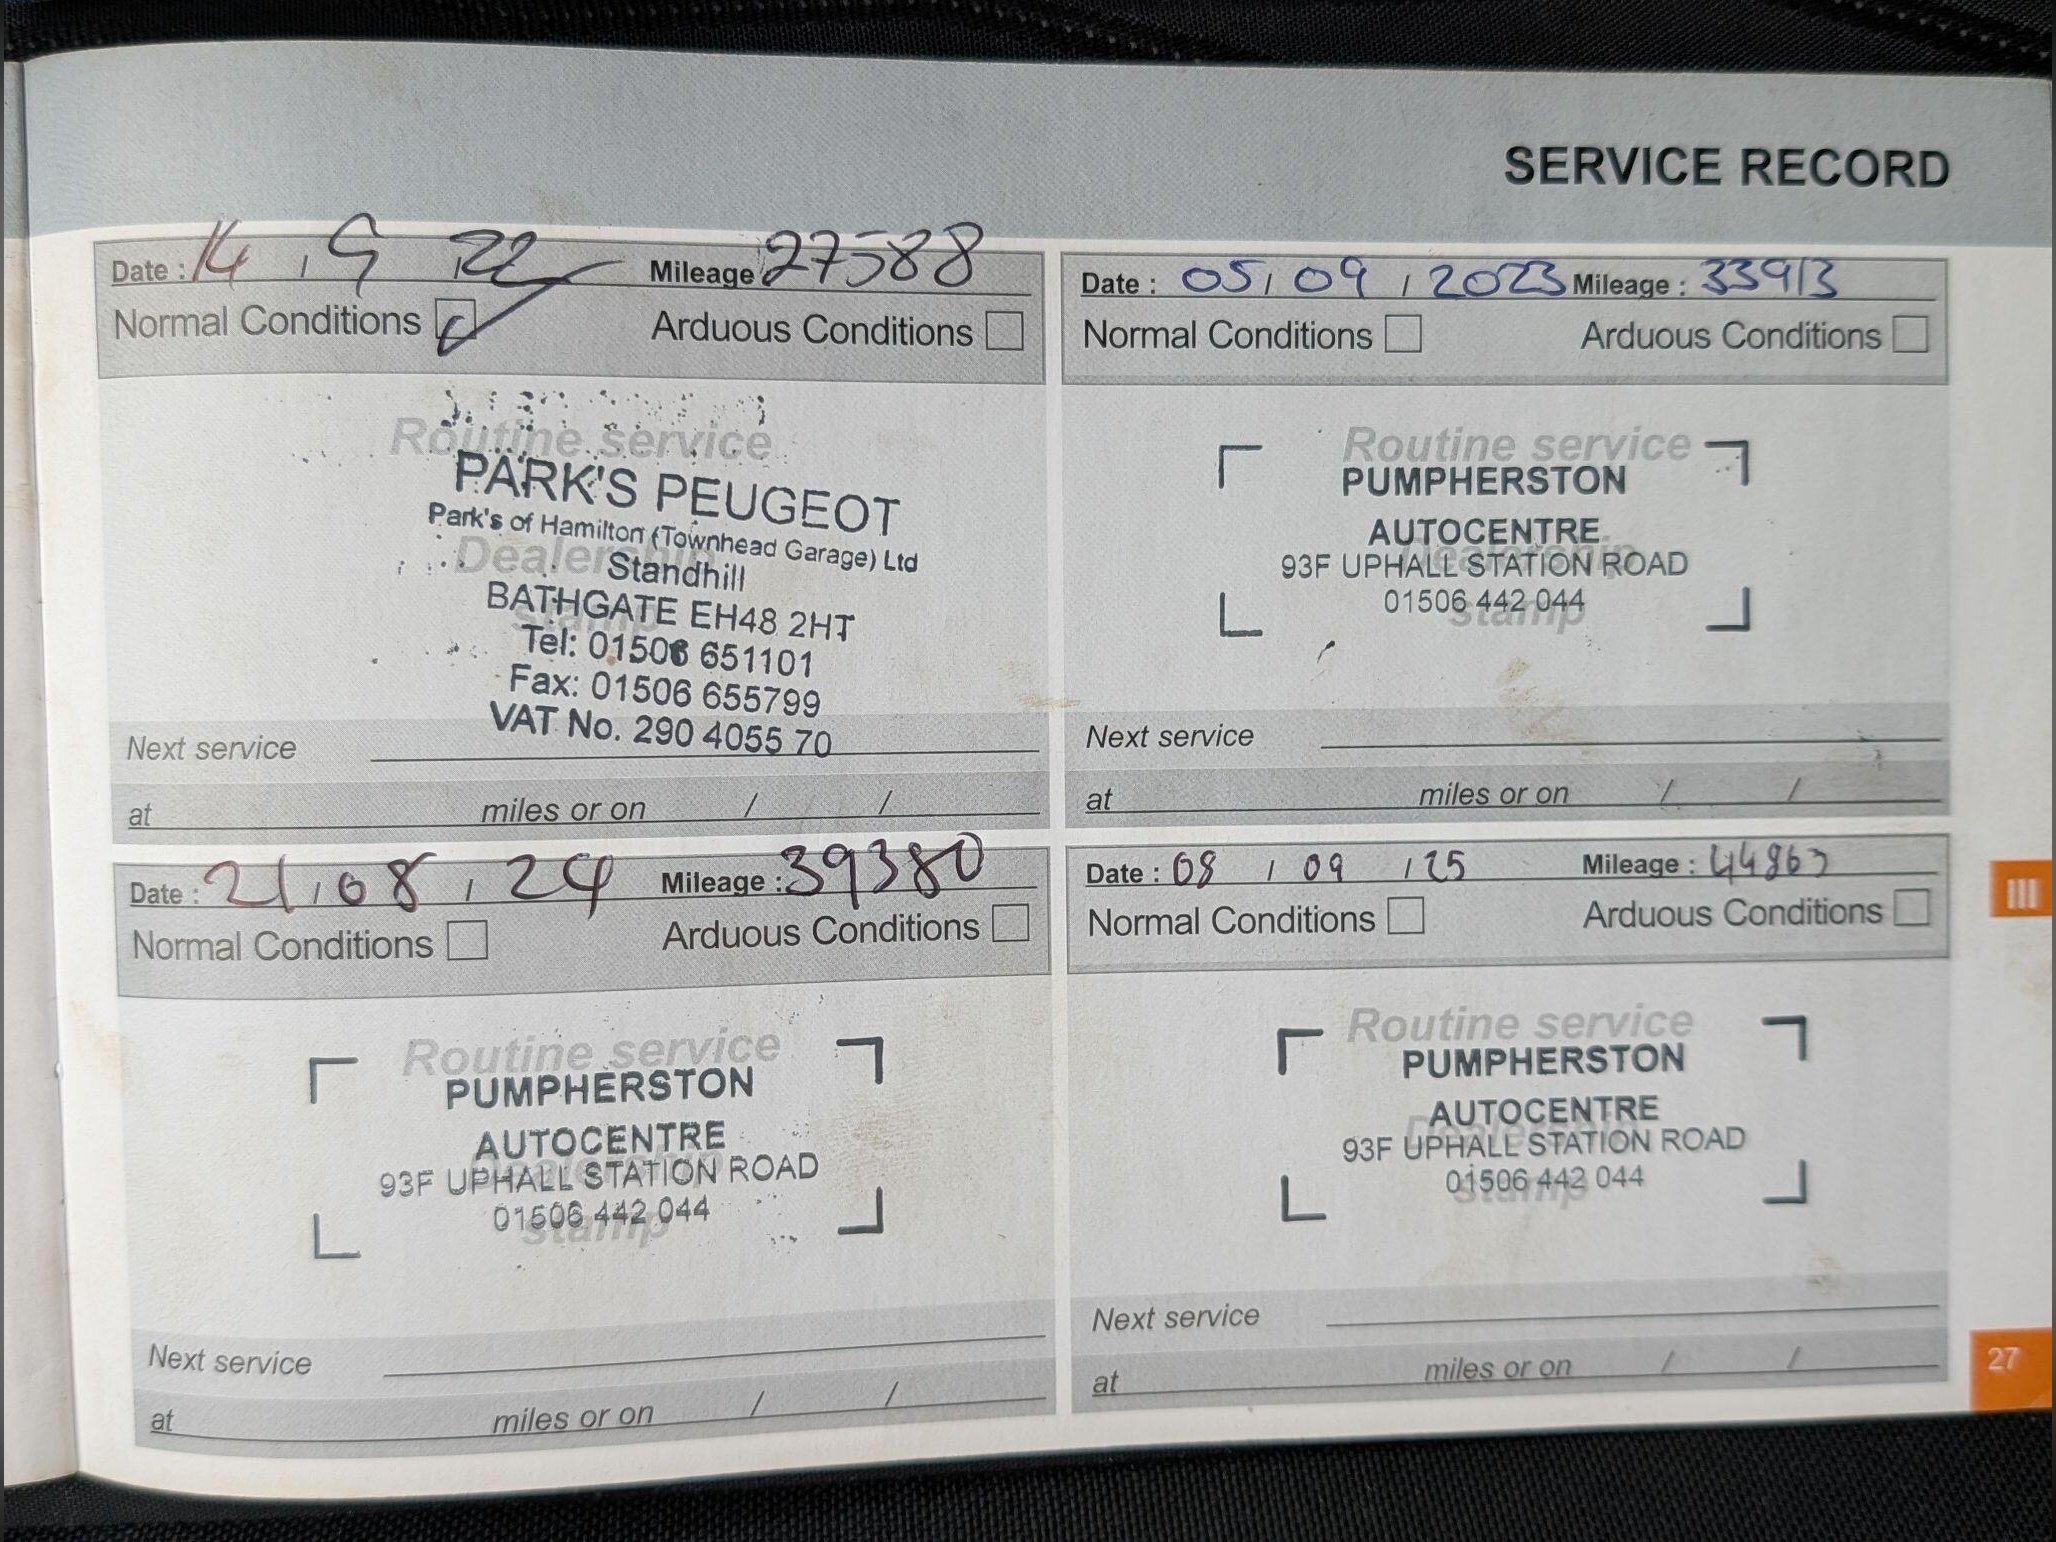 SERVICE RECORD
Date : 14 / 9 / 22 Mileage : 27588
Normal Conditions Arduous Conditions
Routine service
PARK'S PEUGEOT
Park's of Hamilton (Townhead Garage) Ltd
Dealership
Standhill
BATHGATE EH48 2HT
stamp
Tel: 01506 651101
Fax: 01506 655799
VAT No. 290 4055 70
Next service
at miles or on / /
Date : 05 / 09 / 2023 Mileage : 33913
Normal Conditions Arduous Conditions
Routine service
PUMPHERSTON
AUTOCENTRE
Dealership
93F UPHALL STATION ROAD
01506 442 044
stamp
Next service
at miles or on / /
Date : 21 / 08 / 24 Mileage : 39380
Normal Conditions Arduous Conditions
Routine service
PUMPHERSTON
AUTOCENTRE
Dealership
93F UPHALL STATION ROAD
01506 442 044
stamp
Next service
at miles or on / /
Date : 08 / 09 / 25 Mileage :
Normal Conditions Arduous Conditions
Routine service
PUMPHERSTON
AUTOCENTRE
Dealership
93F UPHALL STATION ROAD
01506 442 044
stamp
Next service
at miles or on / /
III
27